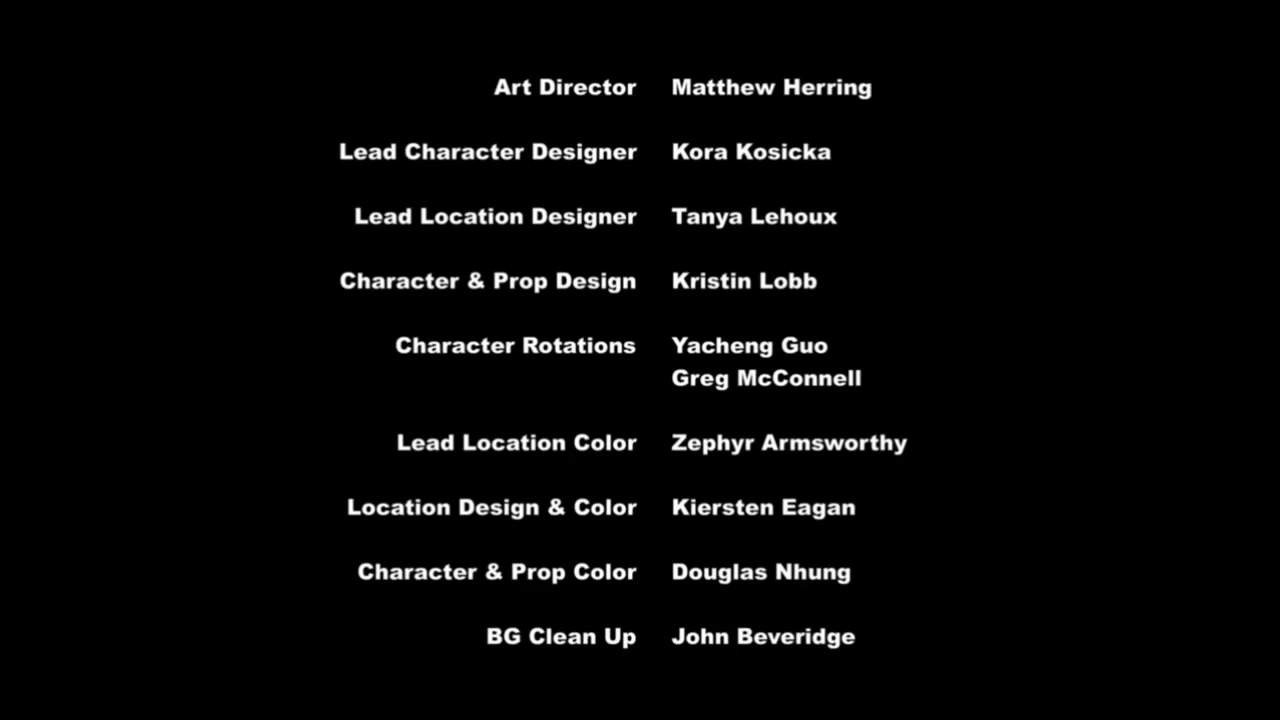 Art Director Matthew Herring
Lead Character Designer Kora Kosicka
Lead Location Designer Tanya Lehoux
Character & Prop Design Kristin Lobb
Character Rotations Yacheng Guo
Greg McConnell
Lead Location Color Zephyr Armsworthy
Location Design & Color Kiersten Eagan
Character & Prop Color Douglas Nhung
BG Clean Up John Beveridge